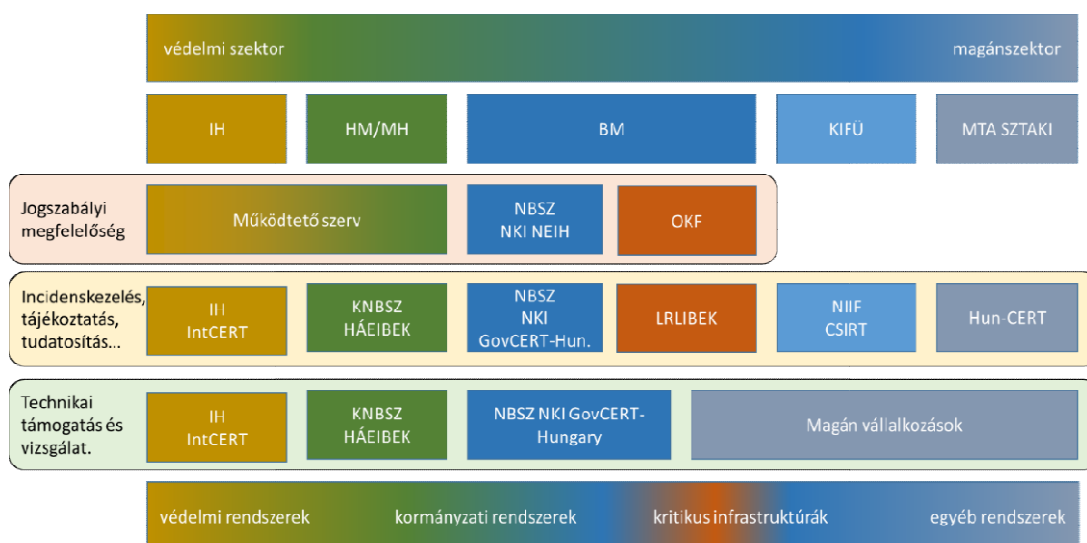 védelmi szektor
magánszektor
IH
HM/MH
BM
KIFÜ
MTA SZTAKI
Jogszabályi
megfelelőség
Működtető szerv
NBSZ
NKI NEIH
OKF
Incidenskezelés,
tájékoztatás,
tudatosítás...
IH
IntCERT
KNBSZ
HÁEIBEK
NBSZ
NKI
GovCERT-Hun.
LRLIBEK
NIIF
CSIRT
Hun-CERT
Technikai
támogatás és
vizsgálat.
IH
IntCERT
KNBSZ
HÁEIBEK
NBSZ NKI GovCERT-
Hungary
Magán vállalkozások
védelmi rendszerek
kormányzati rendszerek
kritikus infrastruktúrák
egyéb rendszerek